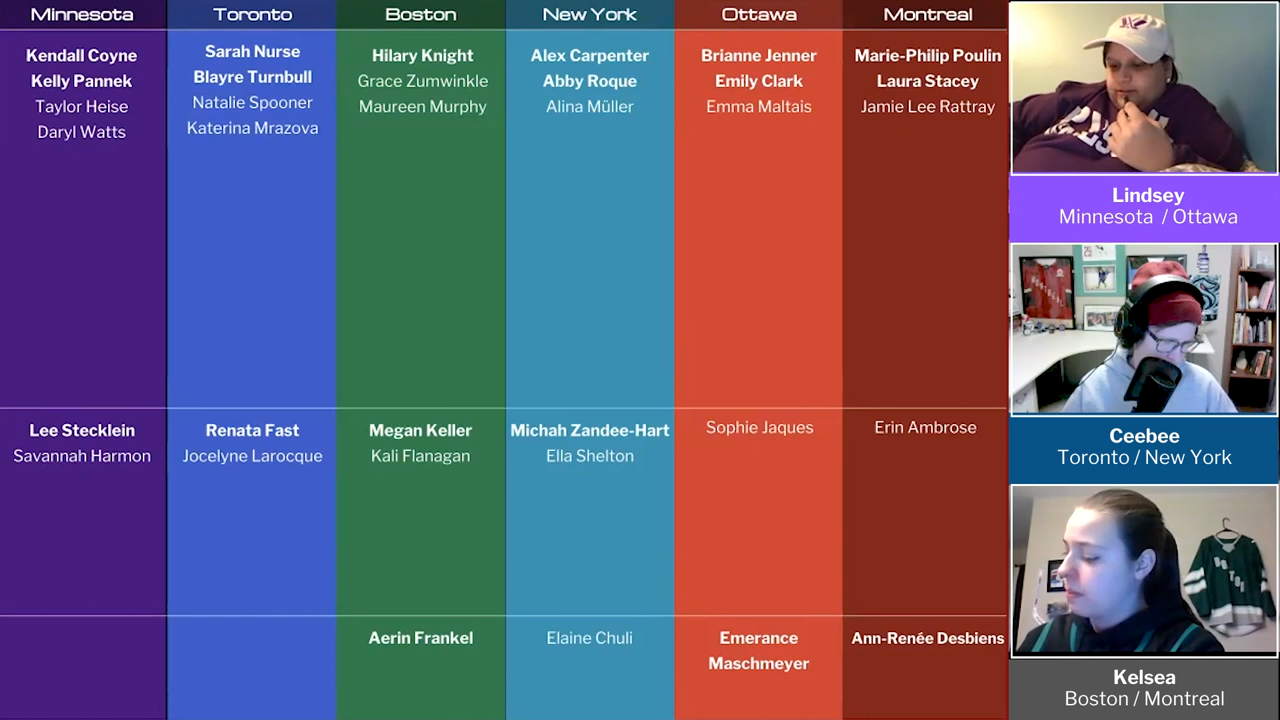 Minnesota
Toronto
Boston
New York
Ottawa
Montreal
Kendall Coyne
Kelly Pannek
Taylor Heise
Daryl Watts
Sarah Nurse
Blayre Turnbull
Natalie Spooner
Katerina Mrazova
Hilary Knight
Grace Zumwinkle
Maureen Murphy
Alex Carpenter
Abby Roque
Alina Müller
Brianne Jenner
Emily Clark
Emma Maltais
Marie-Philip Poulin
Laura Stacey
Jamie Lee Rattray
Lee Stecklein
Savannah Harmon
Renata Fast
Jocelyne Larocque
Megan Keller
Kali Flanagan
Michah Zandee-Hart
Ella Shelton
Sophie Jaques
Erin Ambrose
Aerin Frankel
Elaine Chuli
Emerance
Maschmeyer
Ann-Renée Desbiens
Lindsey
Minnesota / Ottawa
Ceebee
Toronto / New York
Kelsea
Boston / Montreal